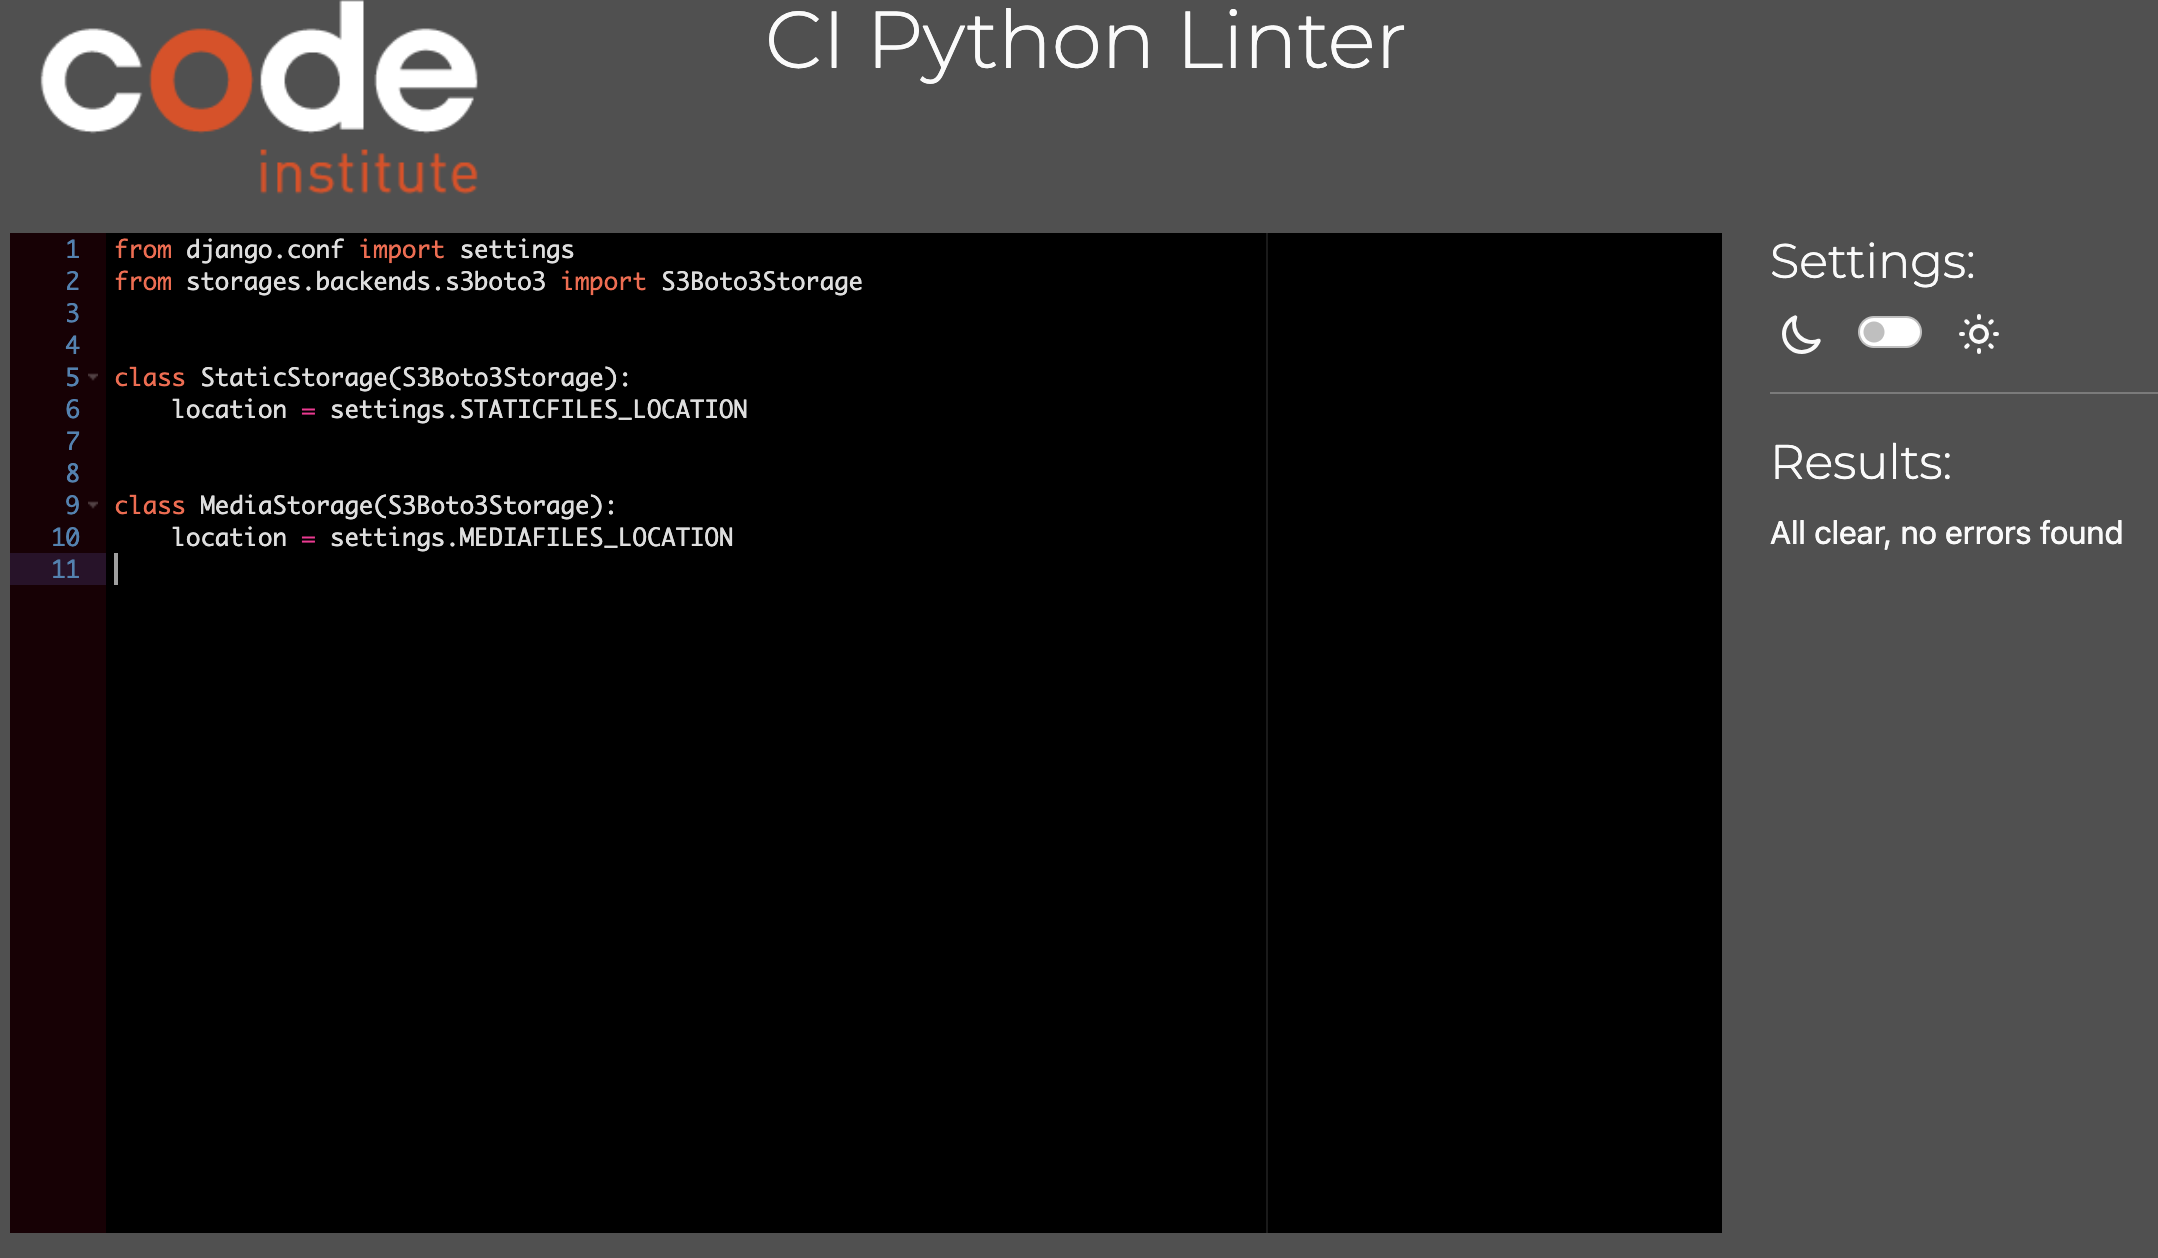 code
institute
CI Python Linter
1 from django.conf import settings
2 from storages.backends.s3boto3 import S3Boto3Storage
3
4
5 class StaticStorage(S3Boto3Storage):
6     location = settings.STATICFILES_LOCATION
7
8
9 class MediaStorage(S3Boto3Storage):
10     location = settings.MEDIAFILES_LOCATION
11
Settings:
Results:
All clear, no errors found